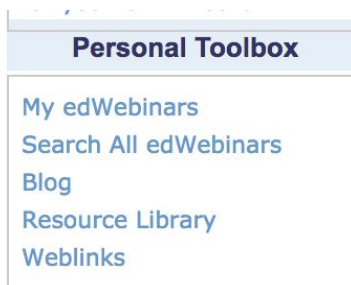 Personal Toolbox
My edWebinars
Search All edWebinars
Blog
Resource Library
Weblinks